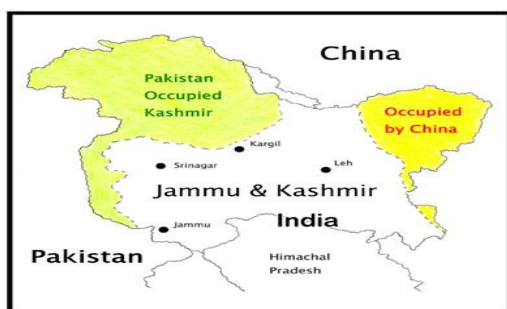 China
Pakistan
Occupied
Kashmir
Occupied
by China
Kargil
Srinagar
Leh
Jammu & Kashmir
Jammu
India
Pakistan
Himachal
Pradesh